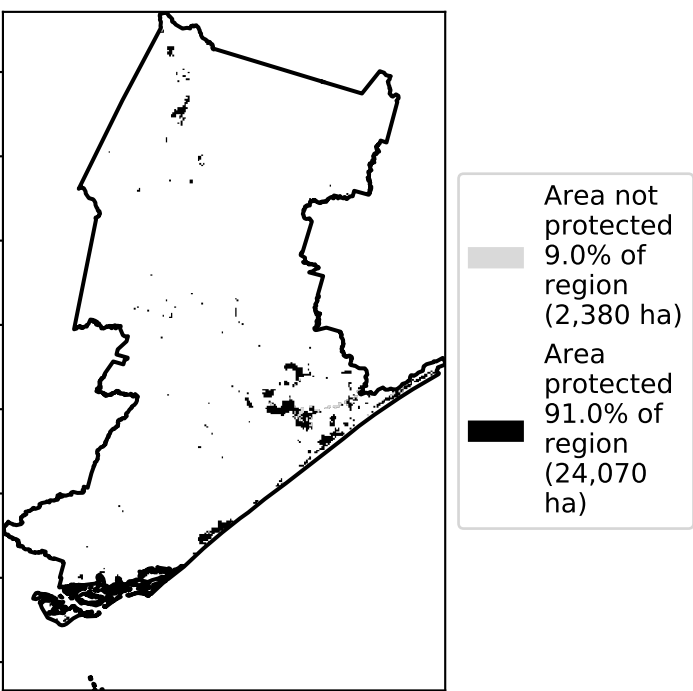 Area not
protected
9.0% of
region
(2,380 ha)
Area
protected
91.0% of
region
(24,070
ha)